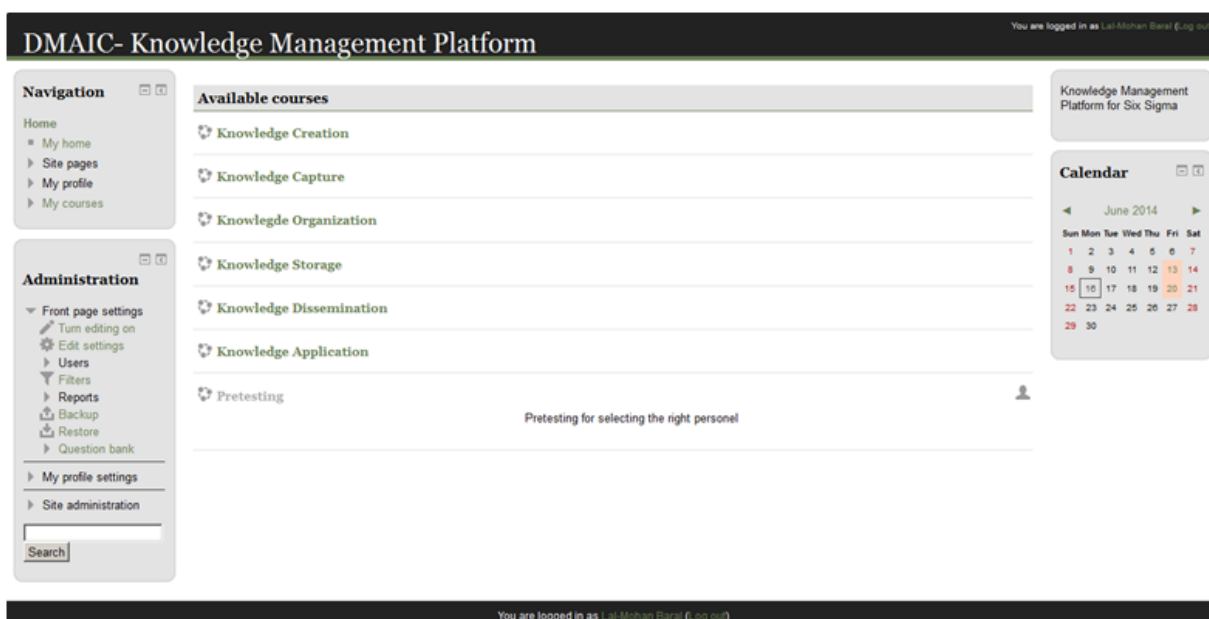 You are logged in as Lal-Mohan Baral (Log out
DMAIC- Knowledge Management Platform
Navigation
Home
My home
Site pages
My profile
My courses
Administration
Front page settings
Turn editing on
Edit settings
Users
Filters
Reports
Backup
Restore
Question bank
My profile settings
Site administration
Search
Available courses
Knowledge Creation
Knowledge Capture
Knowlegde Organization
Knowledge Storage
Knowledge Dissemination
Knowledge Application
Pretesting
Pretesting for selecting the right personel
Knowledge Management
Platform for Six Sigma
Calendar
June 2014
Sun Mon Tue Wed Thu Fri Sat
1 2 3 4 5 6 7
8 9 10 11 12 13 14
15 16 17 18 19 20 21
22 23 24 25 26 27 28
29 30
You are logged in as Lal-Mohan Baral (Log out)